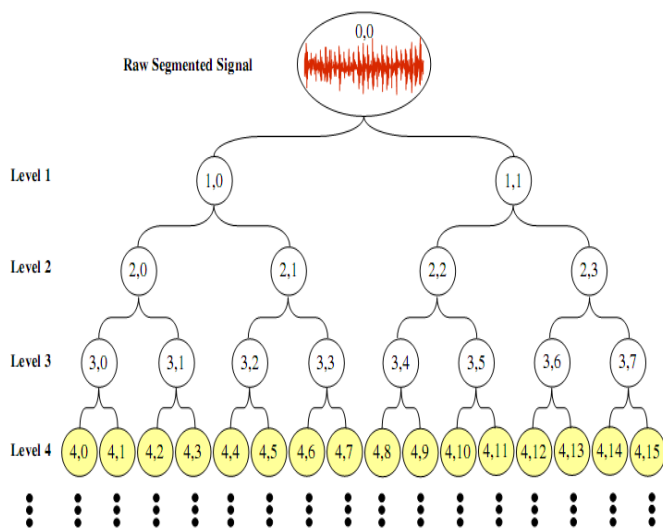 0,0
Raw Segmented Signal
Level 1 1,0 1,1
Level 2 2,0 2,1 2,2 2,3
Level 3 3,0 3,1 3,2 3,3 3,4 3,5 3,6 3,7
Level 4 4,0 4,1 4,2 4,3 4,4 4,5 4,6 4,7 4,8 4,9 4,10 4,11 4,12 4,13 4,14 4,15